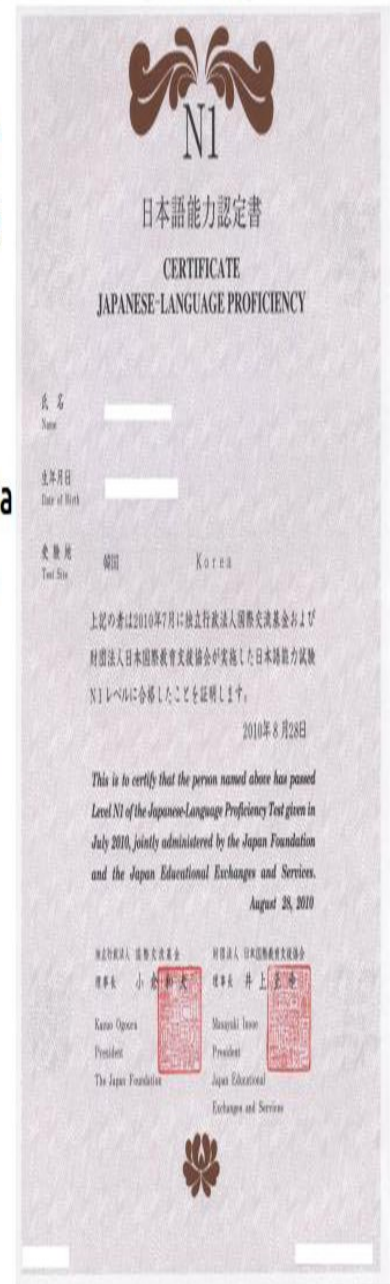 N1
日本語能力認定書
CERTIFICATE
JAPANESE-LANGUAGE PROFICIENCY
氏 名
Name
生年月日
Date of Birth
a
受 験 地
Test Site
韓国 Korea
上記の者は2010年7月に独立行政法人国際交流基金および
財団法人日本国際教育支援協会が実施した日本語能力試験
N1レベルに合格したことを証明します。
2010年 8 月28日
This is to certify that the person named above has passed
Level N1 of the Japanese-Language Proficiency Test given in
July 2010, jointly administered by the Japan Foundation
and the Japan Educational Exchanges and Services.
August 28, 2010
独立行政法人 国際交流基金
理事長 小 倉 和 夫
Kazuo Ogoura
President
The Japan Foundation
財団法人 日本国際教育支援協会
理事長 井 上 正 幸
Masayuki Inoue
President
Japan Educational
Exchanges and Services